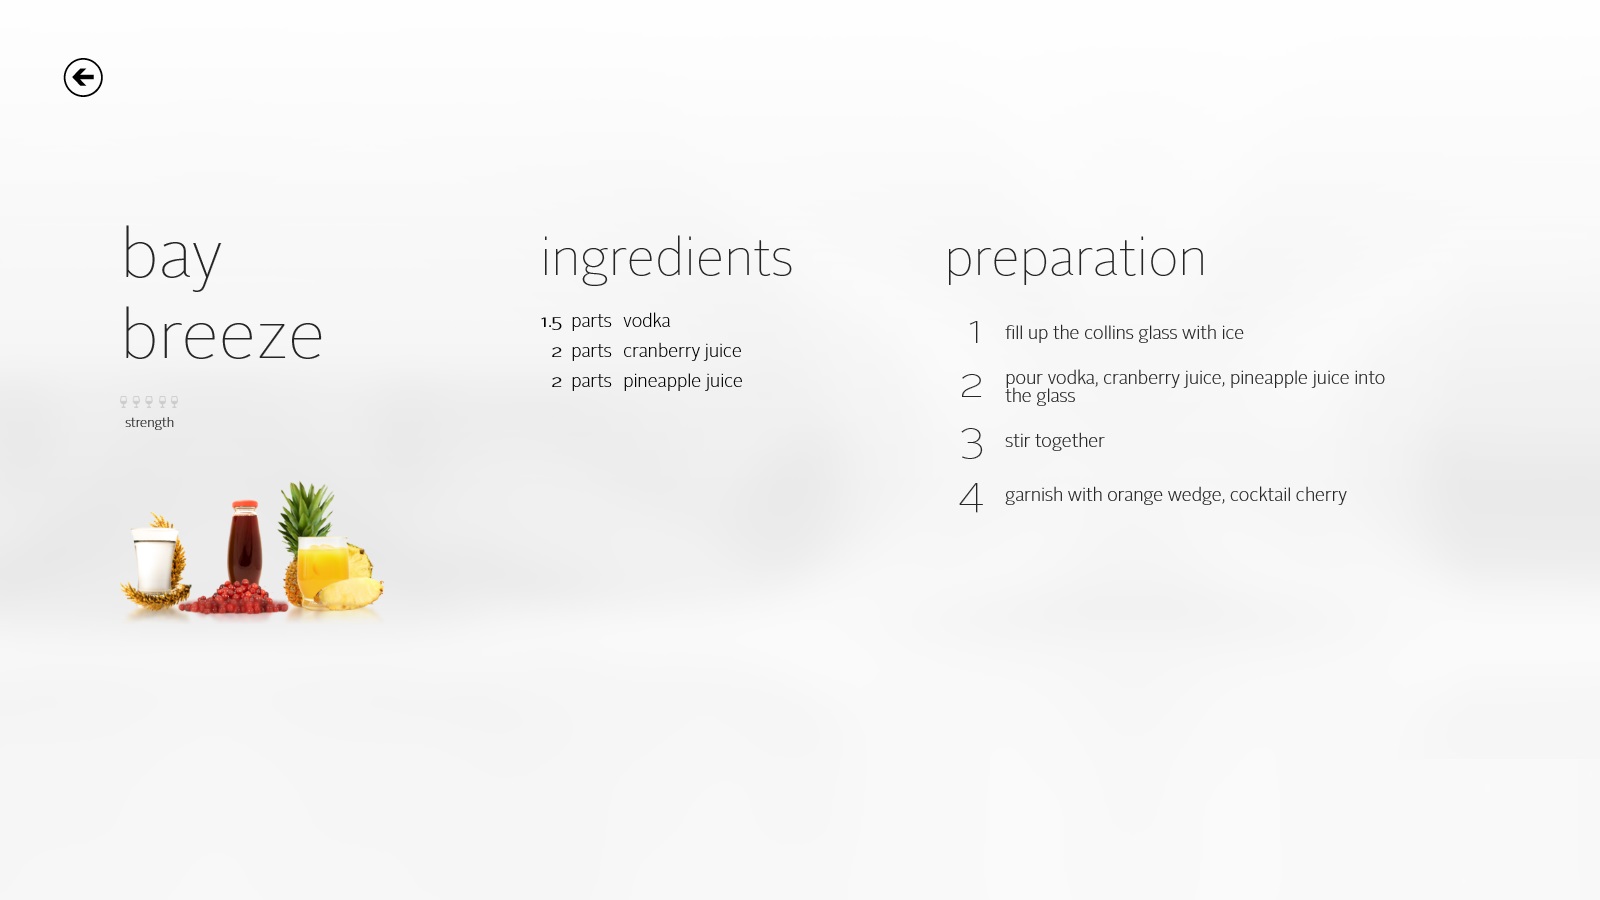 bay
breeze
strength
ingredients
1.5 parts vodka
2 parts cranberry juice
2 parts pineapple juice
preparation
1 fill up the collins glass with ice
2 pour vodka, cranberry juice, pineapple juice into
the glass
3 stir together
4 garnish with orange wedge, cocktail cherry